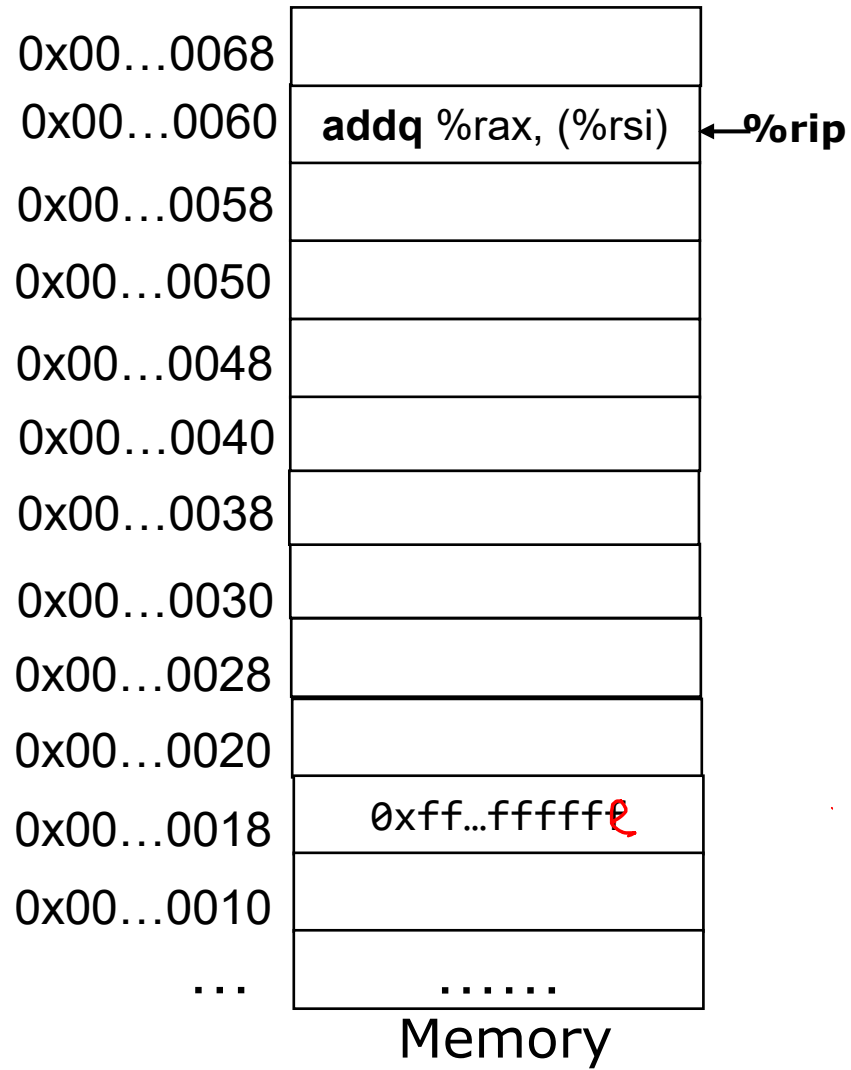 0x00…0068
0x00…0060 addq %rax, (%rsi) %rip
0x00…0058
0x00…0050
0x00…0048
0x00…0040
0x00…0038
0x00…0030
0x00…0028
0x00…0020
0x00…0018 0xff…ffffffe
0x00…0010
… ……
Memory